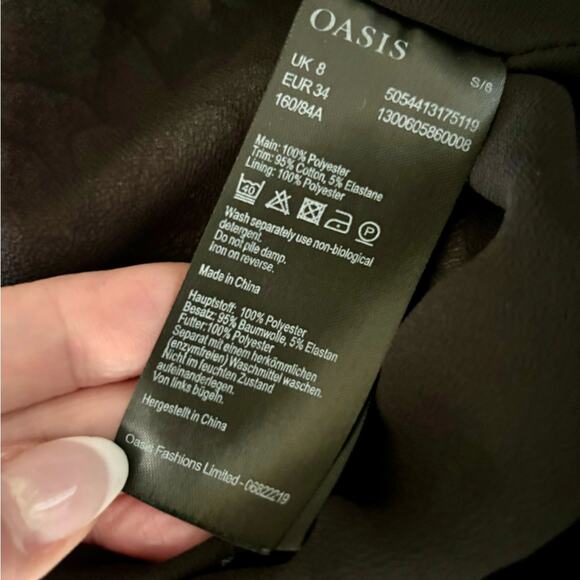 OASIS
S/6
UK 8
EUR 34
160/84A
5054413175119
1300605860008
Main: 100% Polyester
Trim: 95% Cotton, 5% Elastane
Lining: 100% Polyester
40
P
Wash separately use non-biological
detergent.
Do not pile damp.
Iron on reverse.
Made in China
Hauptstoff: 100% Polyester
Besatz: 95% Baumwolle, 5% Elastan
Futter:100% Polyester
Separat mit einem herkömmlichen
(enzymfreien) Waschmittel waschen.
Nicht im feuchten Zustand
aufeinanderlegen.
Von links bügeln.
Hergestellt in China
Oasis Fashions Limited - 06822219